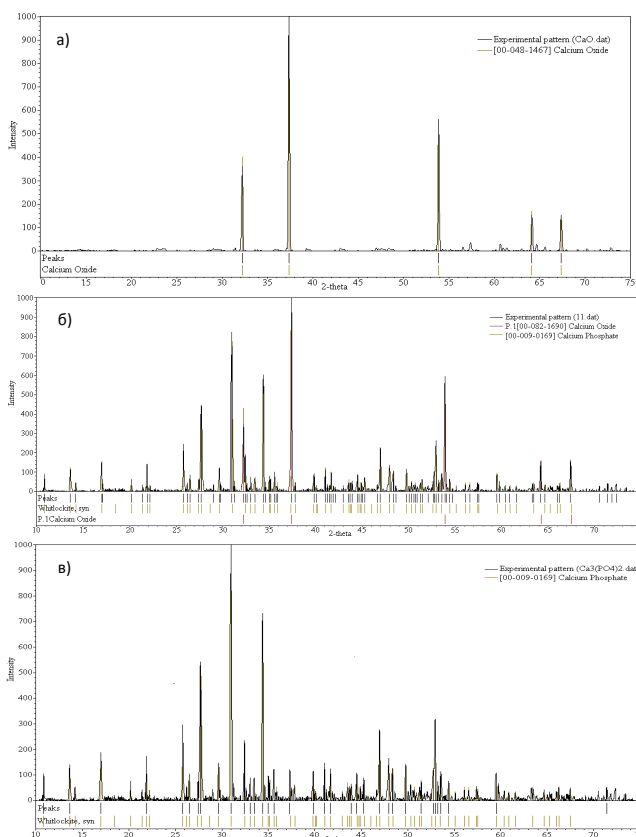 а)
1000
900
800
700
600
500
400
300
200
100
0
Intensity
Experimental pattern (CaO.dat)
[00-048-1467] Calcium Oxide
Peaks
Calcium Oxide
10 15 20 25 30 35 40 45 50 55 60 65 70 75
2-theta
б)
1000
900
800
700
600
500
400
300
200
100
0
Intensity
Experimental pattern (11.dat)
P.1[00-082-1690] Calcium Oxide
[00-009-0169] Calcium Phosphate
Peaks
Whitlockite, syn
P.1Calcium Oxide
10 15 20 25 30 35 40 45 50 55 60 65 70
2-theta
в)
1000
900
800
700
600
500
400
300
200
100
0
Intensity
Experimental pattern (Ca3(PO4)2.dat
[00-009-0169] Calcium Phosphate
Peaks
Whitlockite, syn
10 15 20 25 30 35 40 45 50 55 60 65 70